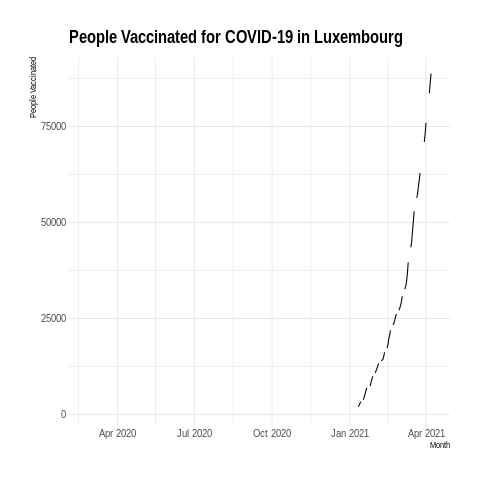 People Vaccinated for COVID-19 in Luxembourg
People Vaccinated
75000
50000
25000
0
Apr 2020 Jul 2020 Oct 2020 Jan 2021 Apr 2021
Month